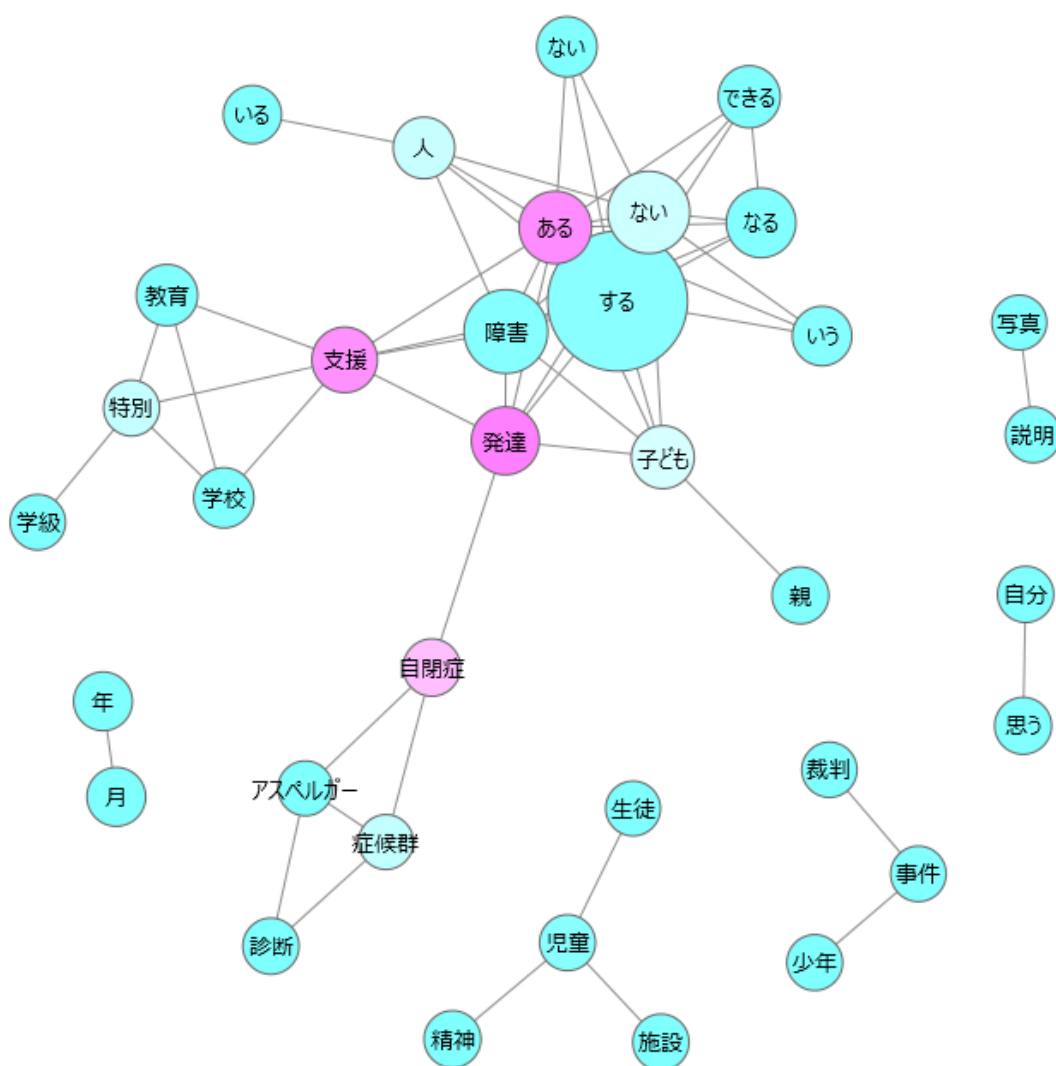 ない
できる
いる
人
ある
ない
なる
教育
する
障害
写真
いう
支援
特別
説明
発達
子ども
学校
学級
自分
親
自閉症
年
思う
裁判
アスペルガー
月
生徒
症候群
事件
児童
診断
少年
精神
施設